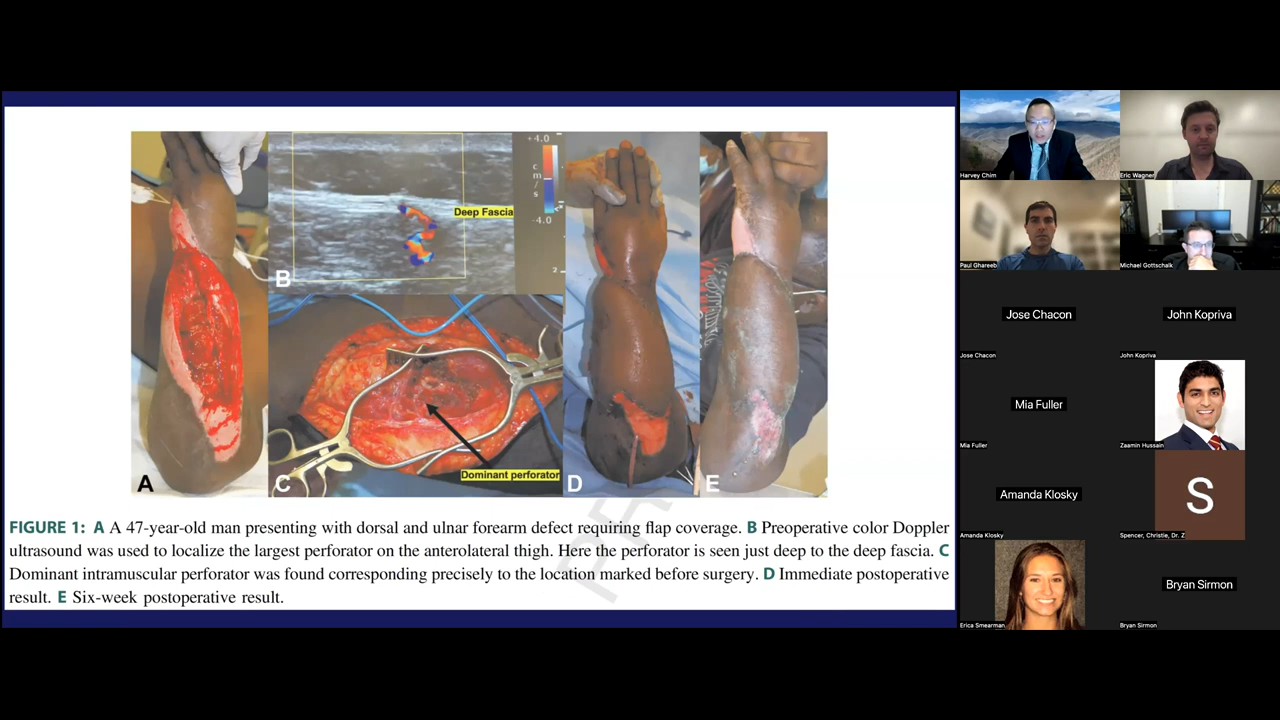 +4.0
c
m
/
s
-4.0
Deep Fascia
2
B
Dominant perforator
A
C
D
E
FIGURE 1: A A 47-year-old man presenting with dorsal and ulnar forearm defect requiring flap coverage. B Preoperative color Doppler
ultrasound was used to localize the largest perforator on the anterolateral thigh. Here the perforator is seen just deep to the deep fascia. C
Dominant intramuscular perforator was found corresponding precisely to the location marked before surgery. D Immediate postoperative
result. E Six-week postoperative result.
PR
Harvey Chim
Eric Wagner
Paul Ghareeb
Michael Gottschalk
Jose Chacon
John Kopriva
Jose Chacon
John Kopriva
Mia Fuller
Mia Fuller
Zaamin Hussain
Amanda Klosky
S
Amanda Klosky
Spencer, Christie, Dr. Z
Bryan Sirmon
Erica Smearman
Bryan Sirmon